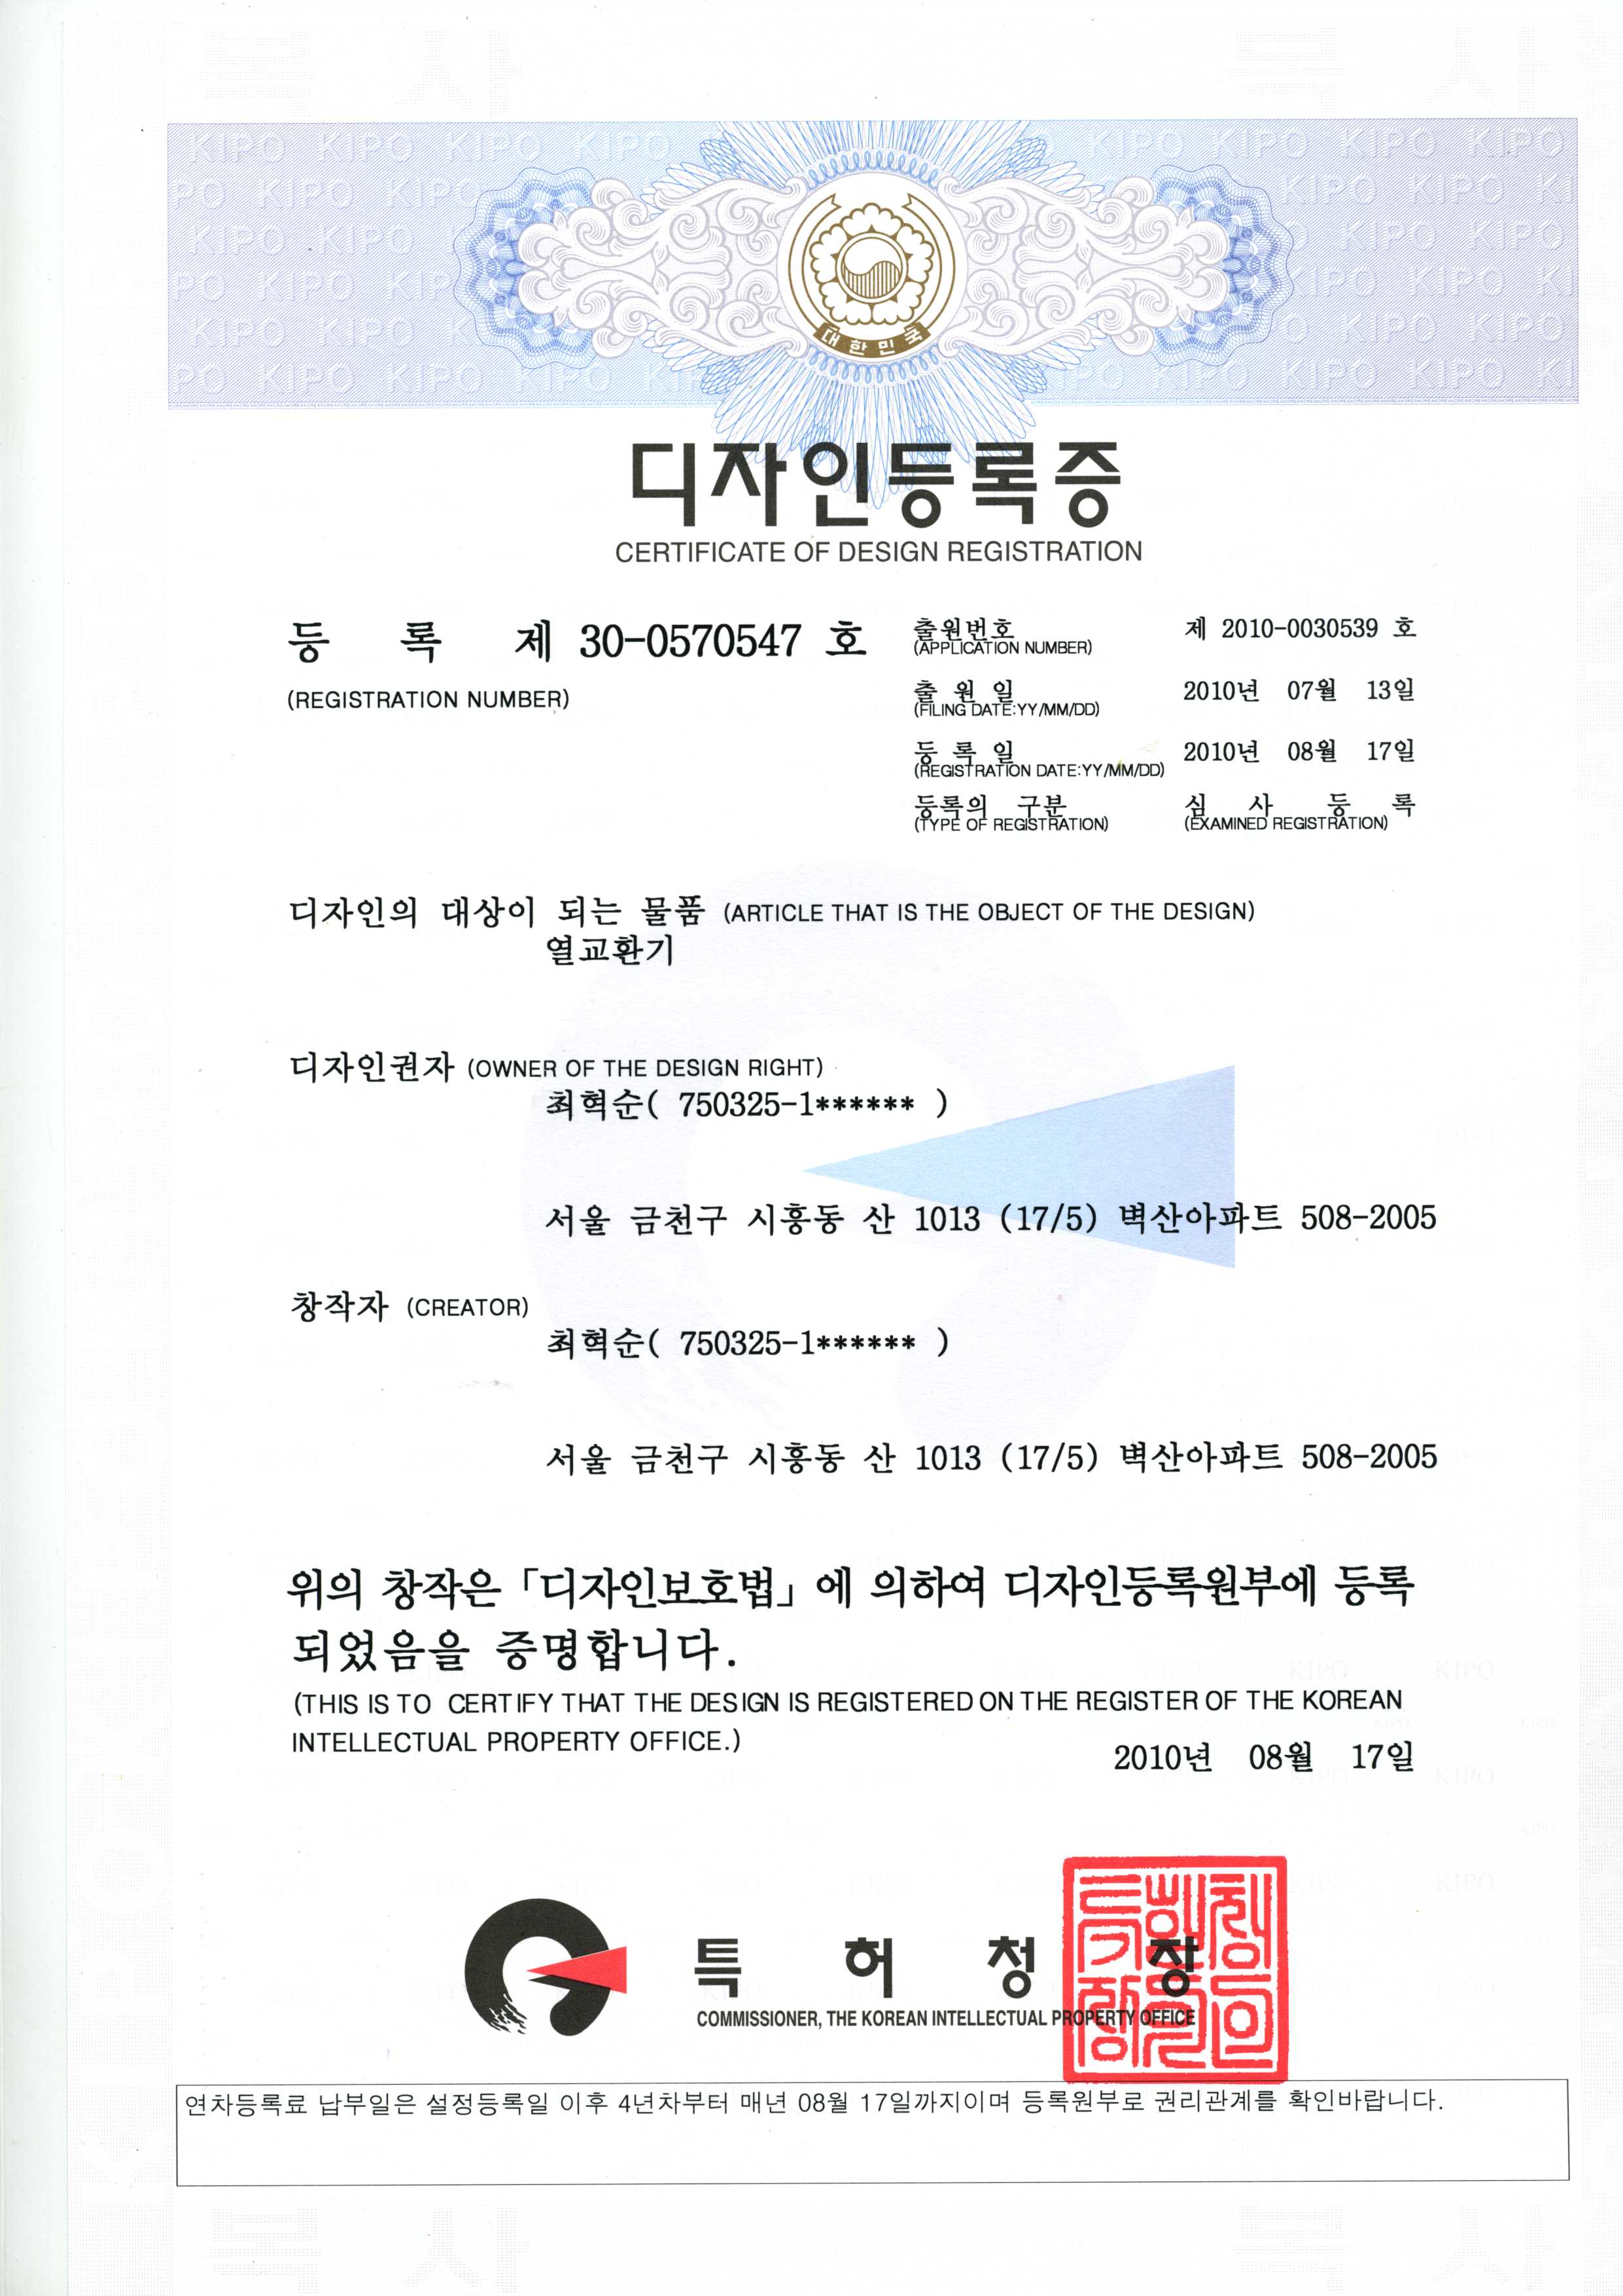 복 사 복 사
KIPO KIPO KIPO KIPO KIPO KIPO KIPO KIPO
대한민국
디자인등록증
CERTIFICATE OF DESIGN REGISTRATION
등 록 제 30-0570547 호
(REGISTRATION NUMBER)
출원번호 제 2010-0030539 호
(APPLICATION NUMBER)
출 원 일 2010년 07월 13일
(FILING DATE:YY/MM/DD)
등 록 일 2010년 08월 17일
(REGISTRATION DATE:YY/MM/DD)
등록의 구분 심 사 등 록
(TYPE OF REGISTRATION) (EXAMINED REGISTRATION)
디자인의 대상이 되는 물품 (ARTICLE THAT IS THE OBJECT OF THE DESIGN)
열교환기
디자인권자 (OWNER OF THE DESIGN RIGHT)
최혁순( 750325-1****** )
서울 금천구 시흥동 산 1013 (17/5) 벽산아파트 508-2005
창작자 (CREATOR)
최혁순( 750325-1****** )
서울 금천구 시흥동 산 1013 (17/5) 벽산아파트 508-2005
위의 창작은 「디자인보호법」에 의하여 디자인등록원부에 등록
되었음을 증명합니다.
(THIS IS TO CERTIFY THAT THE DESIGN IS REGISTERED ON THE REGISTER OF THE KOREAN
INTELLECTUAL PROPERTY OFFICE.)
2010년 08월 17일
특 허 청 장
COMMISSIONER, THE KOREAN INTELLECTUAL PROPERTY OFFICE
연차등록료 납부일은 설정등록일 이후 4년차부터 매년 08월 17일까지이며 등록원부로 권리관계를 확인바랍니다.
복 사 복 사